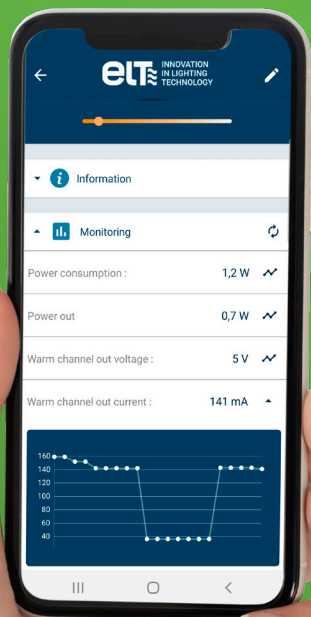 eLT INNOVATION
IN LIGHTING
TECHNOLOGY
i Information
Monitoring
Power consumption : 1,2 W
Power out 0,7 W
Warm channel out voltage : 5 V
Warm channel out current : 141 mA
160
140
120
100
80
60
40